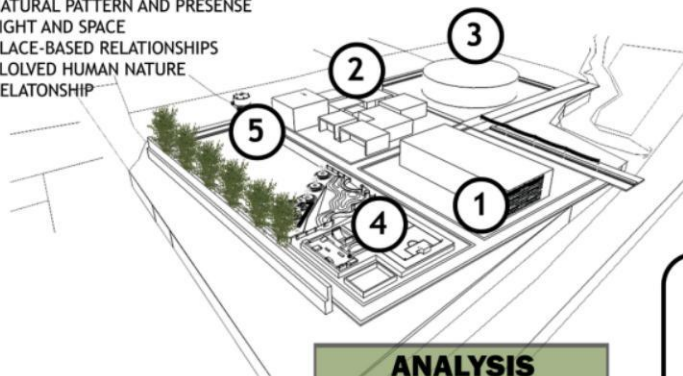 ATURAL PATTERN AND PRESENSE
IGHT AND SPACE
LACE-BASED RELATIONSHIPS
LOLVED HUMAN NATURE
ELATONSHIP
3
2
5
1
4
ANALYSIS